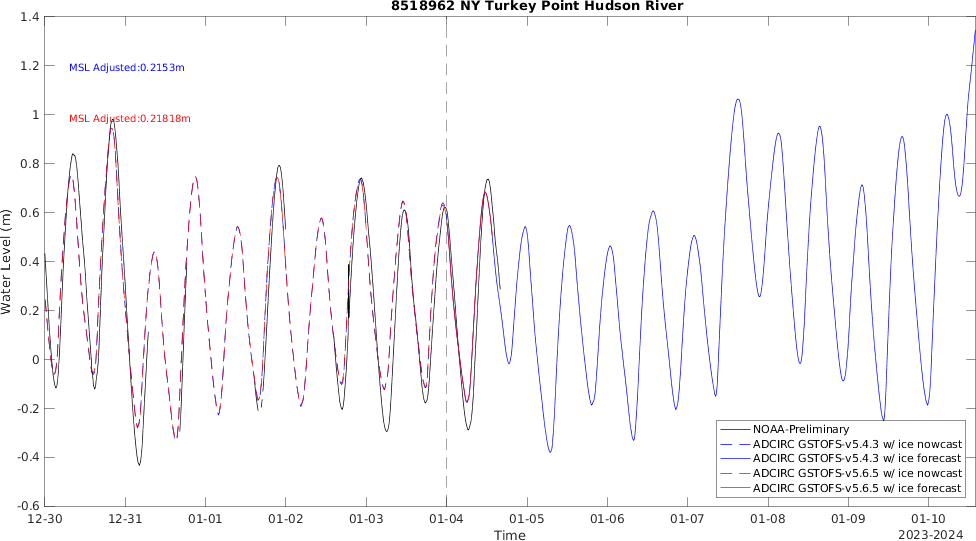 8518962 NY Turkey Point Hudson River
1.4
1.2
1
0.8
0.6
0.4
0.2
0
-0.2
-0.4
-0.6
Water Level (m)
MSL Adjusted:0.2153m
MSL Adjusted:0.21818m
NOAA-Preliminary
ADCIRC GSTOFS-v5.4.3 w/ ice nowcast
ADCIRC GSTOFS-v5.4.3 w/ ice forecast
ADCIRC GSTOFS-v5.6.5 w/ ice nowcast
ADCIRC GSTOFS-v5.6.5 w/ ice forecast
12-30 12-31 01-01 01-02 01-03 01-04 01-05 01-06 01-07 01-08 01-09 01-10
Time
2023-2024